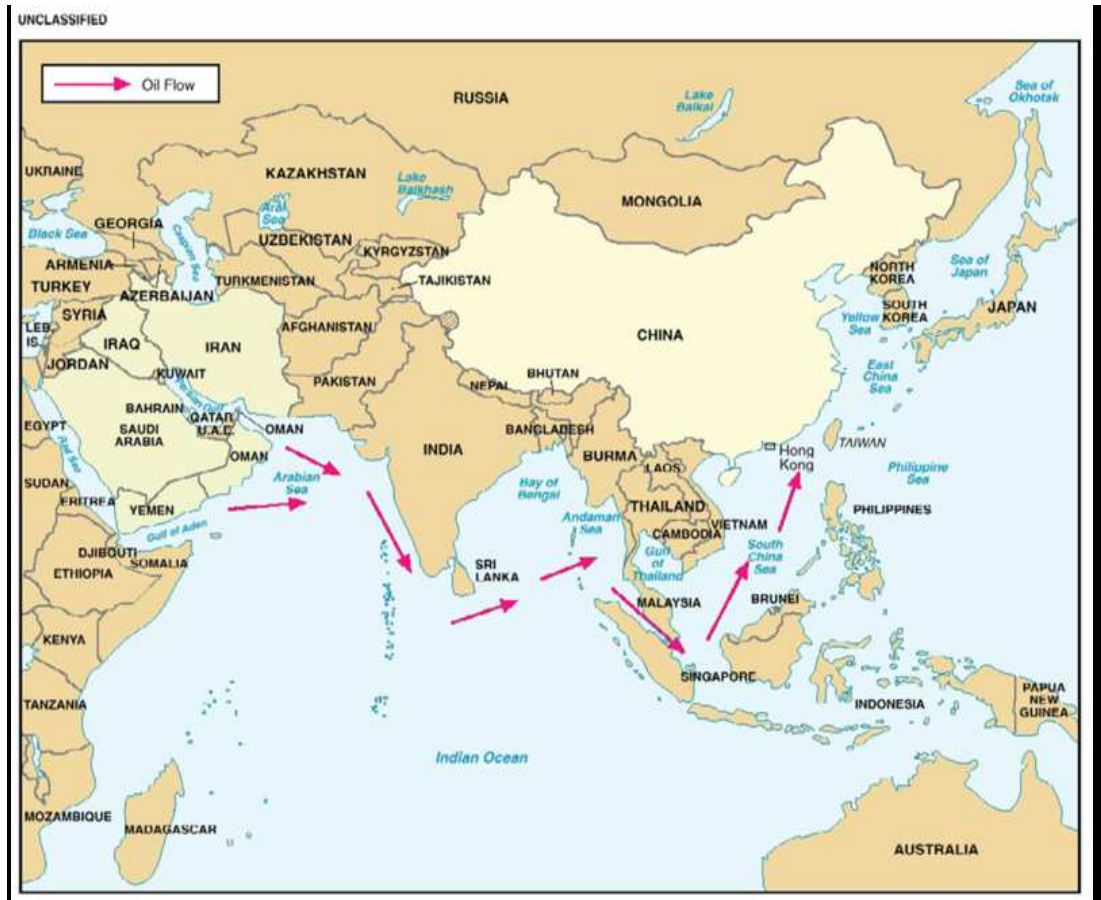 UNCLASSIFIED
Oil Flow
RUSSIA
Lake
Baikal
Sea of
Okhotak
UKRAINE
KAZAKHSTAN
Lake
Balkhash
MONGOLIA
Aral
Sea
GEORGIA
Black Sea
Caspian Sea
UZBEKISTAN
KYRGYZSTAN
ARMENIA
TURKEY
AZERBAIJAN
TURKMENISTAN
TAJIKISTAN
NORTH
KOREA
Sea of
Japan
SYRIA
LEB.
IS.
IRAQ
IRAN
AFGHANISTAN
CHINA
SOUTH
KOREA
Yellow
Sea
JAPAN
JORDAN
KUWAIT
Persian Gulf
PAKISTAN
NEPAL
BHUTAN
East
China
Sea
EGYPT
Red Sea
BAHRAIN
QATAR
U.A.E.
SAUDI
ARABIA
OMAN
OMAN
INDIA
BANGLADESH
BURMA
LAOS
Hong
Kong
TAIWAN
Philippine
Sea
SUDAN
ERITREA
YEMEN
Arabian
Sea
Bay of
Bengal
THAILAND
VIETNAM
CAMBODIA
PHILIPPINES
Gulf of Aden
Andaman
Sea
DJIBOUTI
SOMALIA
ETHIOPIA
SRI
LANKA
Gulf
of
Thailand
South
China
Sea
KENYA
MALAYSIA
BRUNEI
TANZANIA
SINGAPORE
INDONESIA
PAPUA
NEW
GUINEA
Indian Ocean
MOZAMBIQUE
MADAGASCAR
AUSTRALIA